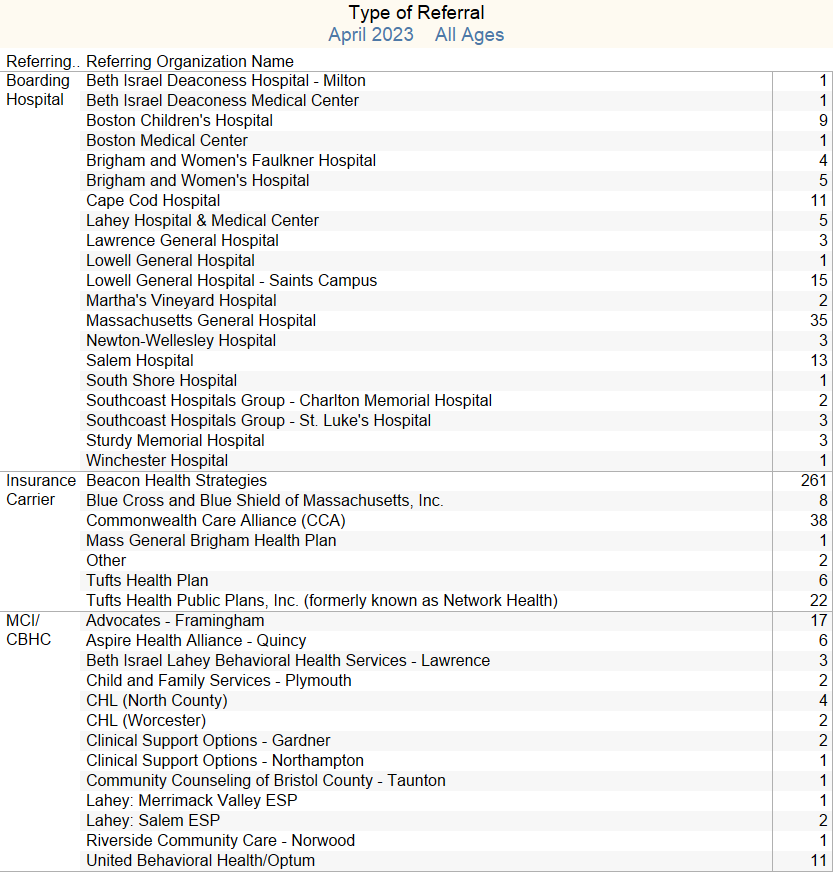 Type of Referral
April 2023 All Ages
Referring.. Referring Organization Name
Boarding Beth Israel Deaconess Hospital - Milton 1
Hospital Beth Israel Deaconess Medical Center 1
Boston Children's Hospital 9
Boston Medical Center 1
Brigham and Women's Faulkner Hospital 4
Brigham and Women's Hospital 5
Cape Cod Hospital 11
Lahey Hospital & Medical Center 5
Lawrence General Hospital 3
Lowell General Hospital 1
Lowell General Hospital - Saints Campus 15
Martha's Vineyard Hospital 2
Massachusetts General Hospital 35
Newton-Wellesley Hospital 3
Salem Hospital 13
South Shore Hospital 1
Southcoast Hospitals Group - Charlton Memorial Hospital 2
Southcoast Hospitals Group - St. Luke's Hospital 3
Sturdy Memorial Hospital 3
Winchester Hospital 1
Insurance Beacon Health Strategies 261
Carrier Blue Cross and Blue Shield of Massachusetts, Inc. 8
Commonwealth Care Alliance (CCA) 38
Mass General Brigham Health Plan 1
Other 2
Tufts Health Plan 6
Tufts Health Public Plans, Inc. (formerly known as Network Health) 22
MCI/ Advocates - Framingham 17
CBHC Aspire Health Alliance - Quincy 6
Beth Israel Lahey Behavioral Health Services - Lawrence 3
Child and Family Services - Plymouth 2
CHL (North County) 4
CHL (Worcester) 2
Clinical Support Options - Gardner 2
Clinical Support Options - Northampton 1
Community Counseling of Bristol County - Taunton 1
Lahey: Merrimack Valley ESP 1
Lahey: Salem ESP 2
Riverside Community Care - Norwood 1
United Behavioral Health/Optum 11